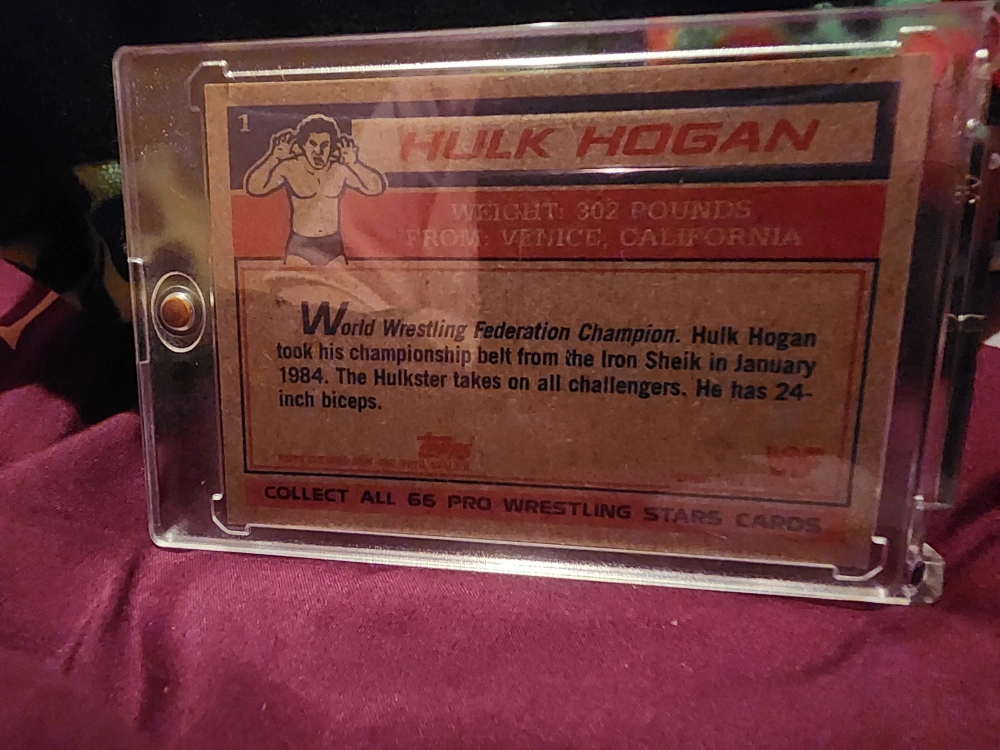 1
HULK HOGAN
WEIGHT: 302 POUNDS
FROM: VENICE, CALIFORNIA
World Wrestling Federation Champion. Hulk Hogan
took his championship belt from the Iron Sheik in January
1984. The Hulkster takes on all challengers. He has 24-
inch biceps.
topps
COLLECT ALL 66 PRO WRESTLING STARS CARDS